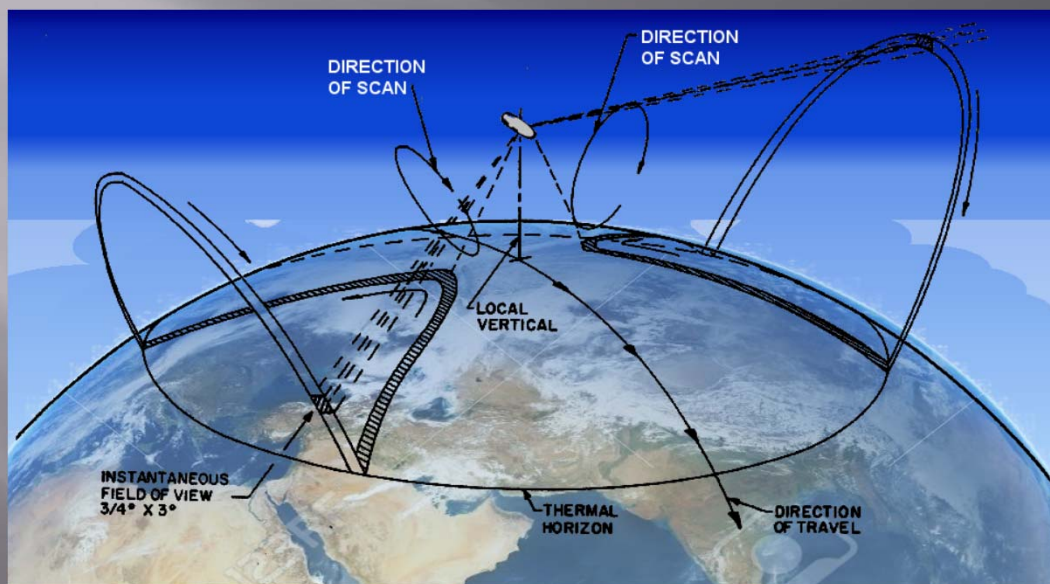 DIRECTION
OF SCAN
DIRECTION
OF SCAN
LOCAL
VERTICAL
INSTANTANEOUS
FIELD OF VIEW
3/4° X 3°
THERMAL
HORIZON
DIRECTION
OF TRAVEL